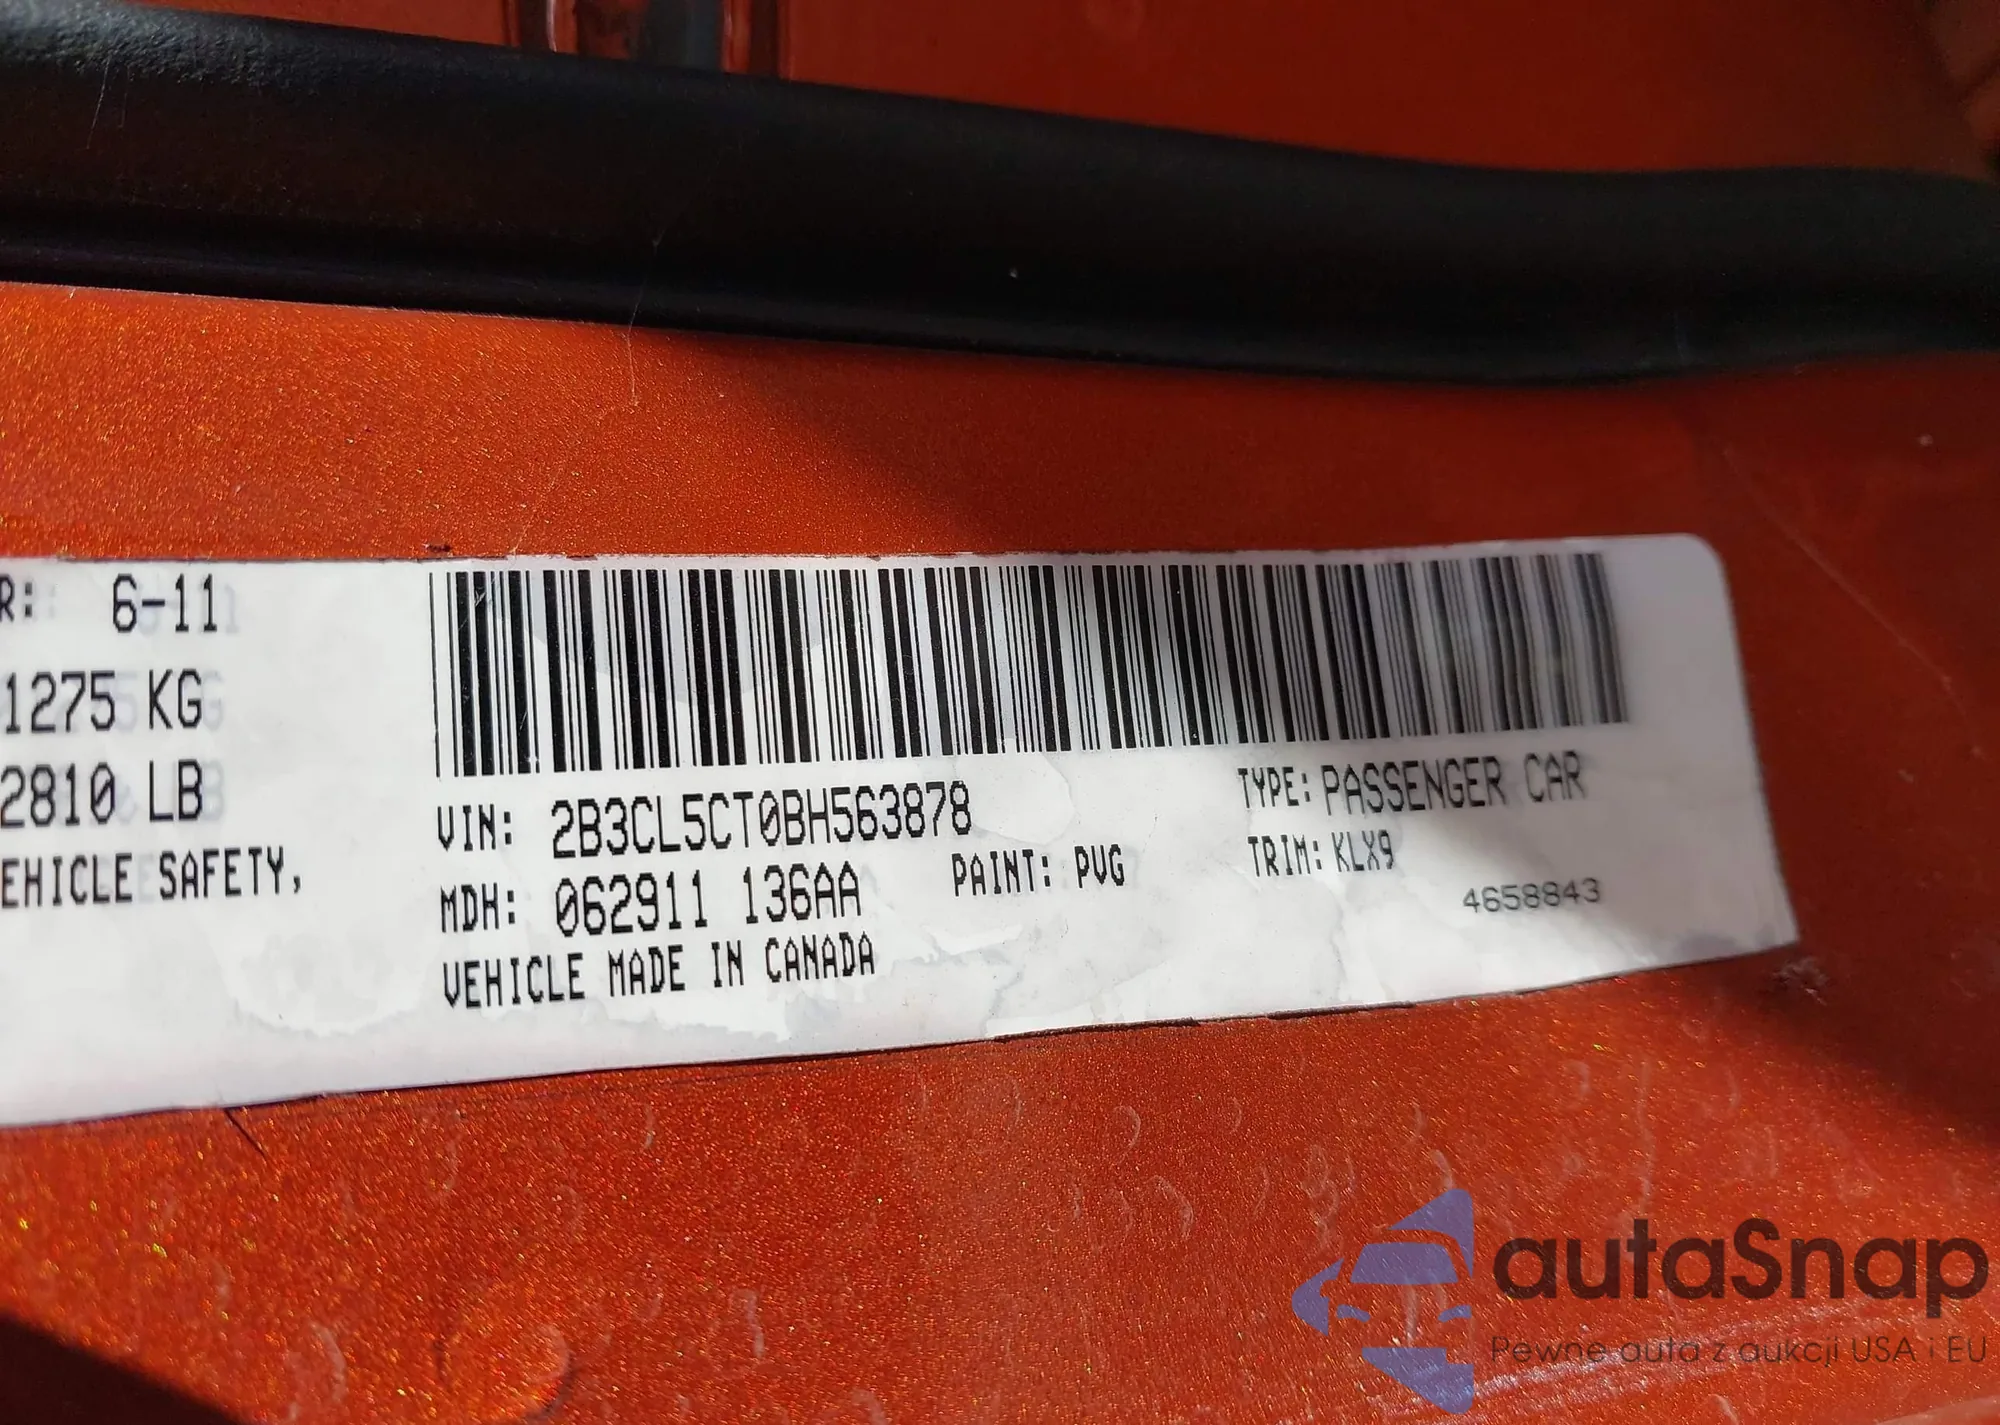 R: 6-11
1275 KG
2810 LB
EHICLE SAFETY,
VIN: 2B3CL5CT0BH563878
TYPE: PASSENGER CAR
MDH: 062911 136AA
PAINT: PVG
TRIM: KLX9
VEHICLE MADE IN CANADA
4658843
autaSnap
Pewne auta z aukcji USA i EU